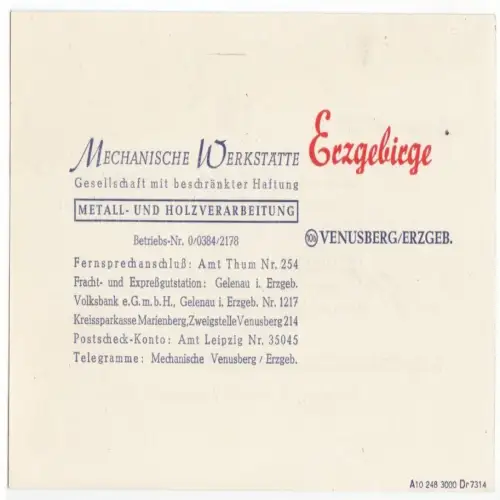 Mechanische Werkstätte Erzgebirge
Gesellschaft mit beschränkter Haftung
METALL- UND HOLZVERARBEITUNG
Betriebs-Nr. 0/0384/2178
10b VENUSBERG/ERZGEB.
Fernsprechanschluß: Amt Thum Nr. 254
Fracht- und Expreßgutstation: Gelenau i. Erzgeb.
Volksbank e.G.m.b.H., Gelenau i. Erzgeb. Nr. 1217
Kreissparkasse Marienberg, Zweigstelle Venusberg 214
Postscheck-Konto: Amt Leipzig Nr. 35045
Telegramme: Mechanische Venusberg / Erzgeb.
A10 248 3000 Dr 7314